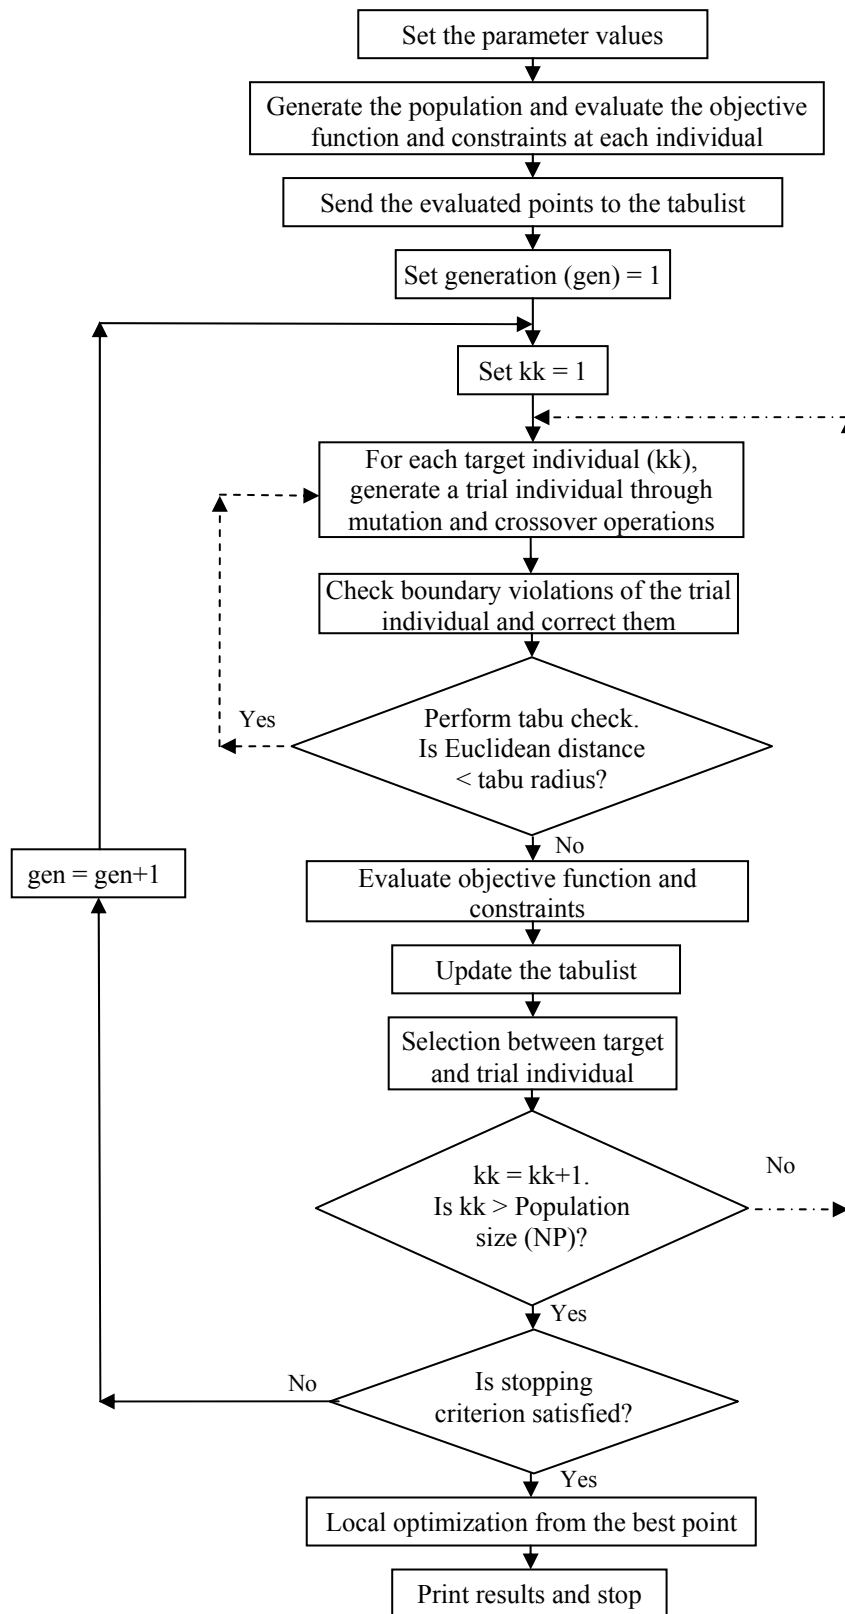 Set the parameter values
Generate the population and evaluate the objective
function and constraints at each individual
Send the evaluated points to the tabulist
Set generation (gen) = 1
Set kk = 1
For each target individual (kk),
generate a trial individual through
mutation and crossover operations
Check boundary violations of the trial
individual and correct them
Yes
Perform tabu check.
Is Euclidean distance
< tabu radius?
No
gen = gen+1
Evaluate objective function and
constraints
Update the tabulist
Selection between target
and trial individual
No
kk = kk+1.
Is kk > Population
size (NP)?
Yes
No
Is stopping
criterion satisfied?
Yes
Local optimization from the best point
Print results and stop